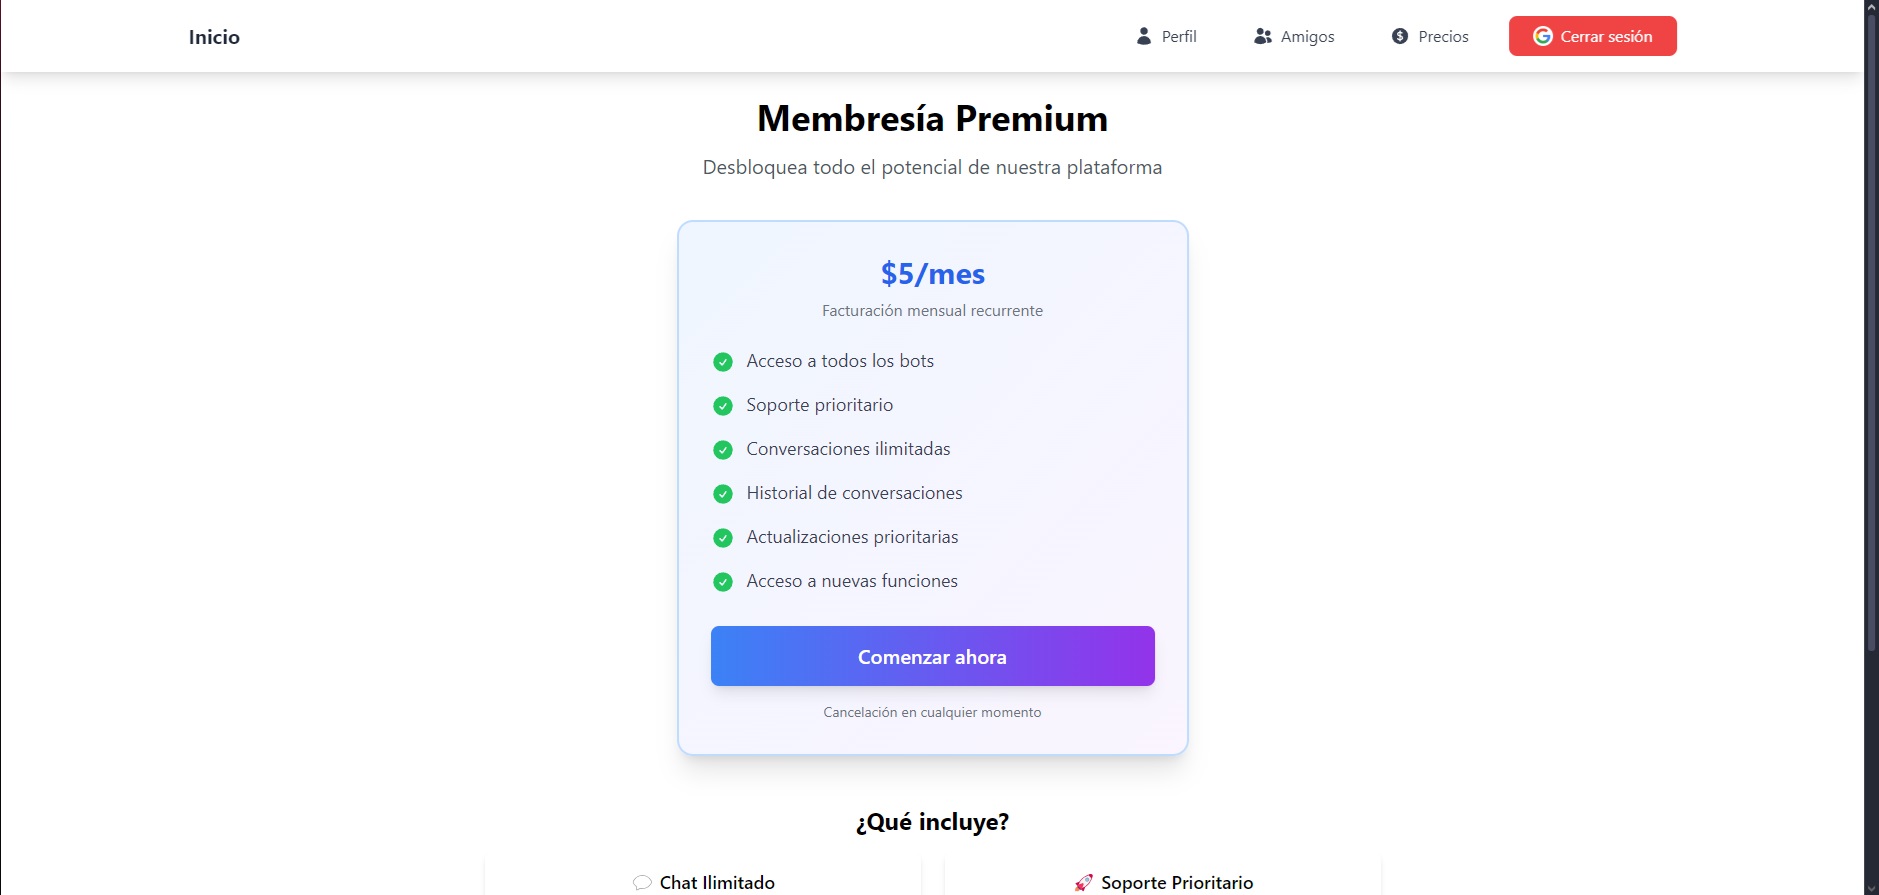 Inicio
Perfil
Amigos
Precios
Cerrar sesión
Membresía Premium
Desbloquea todo el potencial de nuestra plataforma
$5/mes
Facturación mensual recurrente
Acceso a todos los bots
Soporte prioritario
Conversaciones ilimitadas
Historial de conversaciones
Actualizaciones prioritarias
Acceso a nuevas funciones
Comenzar ahora
Cancelación en cualquier momento
¿Qué incluye?
Chat Ilimitado
Soporte Prioritario